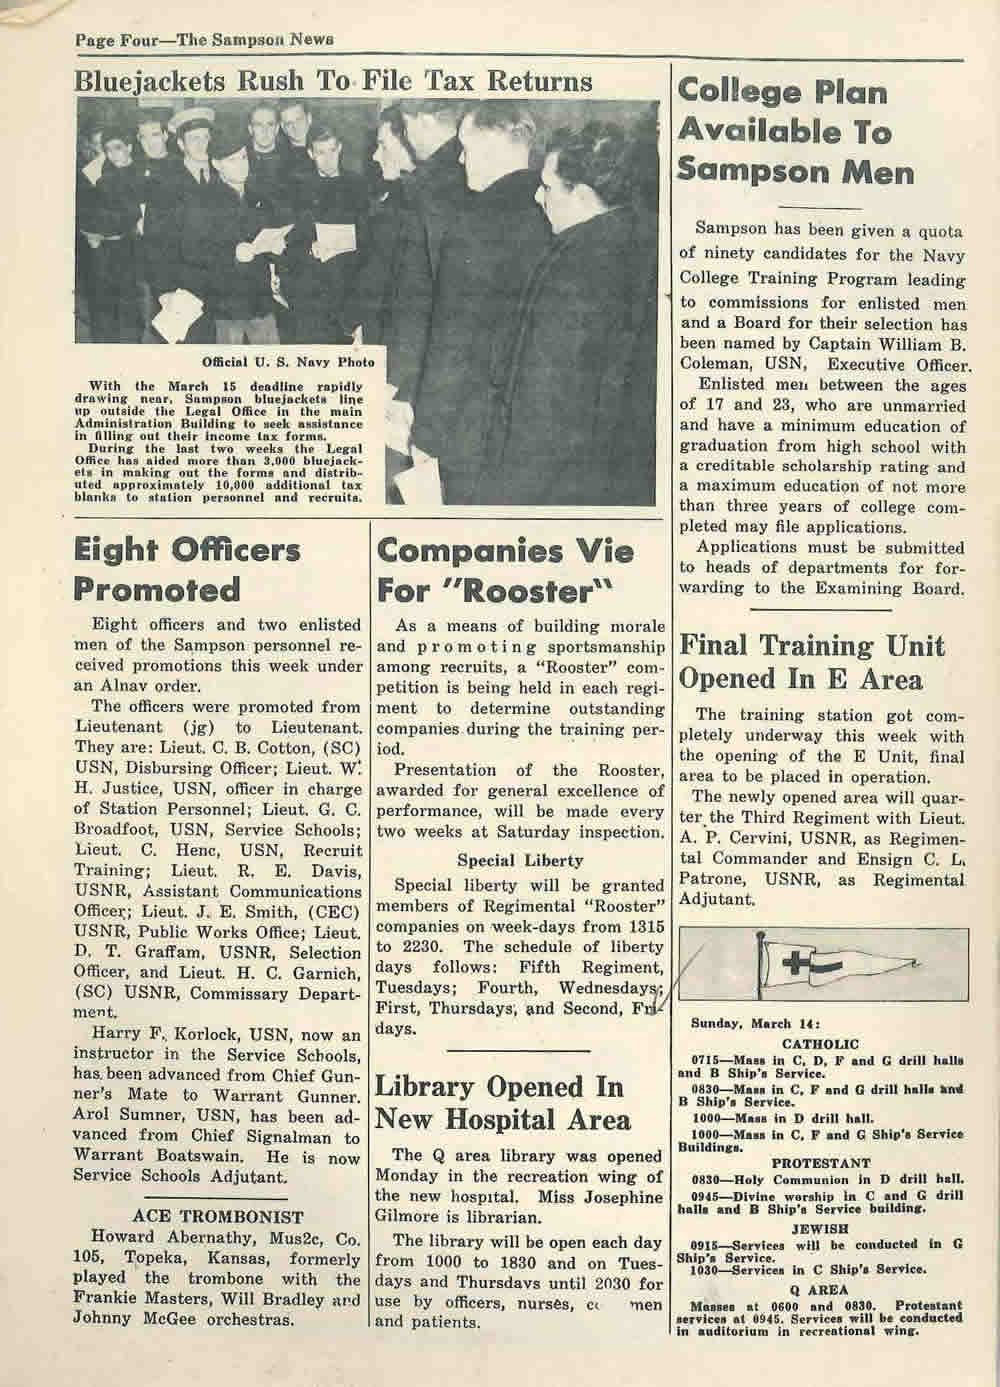 Page Four—The Sampson News
Bluejackets Rush To File Tax Returns
Official U. S. Navy Photo
With the March 15 deadline rapidly
drawing near, Sampson bluejackets line
up outside the Legal Office in the main
Administration Building to seek assistance
in filling out their income tax forms.
During the last two weeks the Legal
Office has aided more than 3,000 bluejack-
ets in making out the forms and distrib-
uted approximately 10,000 additional tax
blanks to station personnel and recruits.
Eight Officers
Promoted
Eight officers and two enlisted
men of the Sampson personnel re-
ceived promotions this week under
an Alnav order.
The officers were promoted from
Lieutenant (jg) to Lieutenant.
They are: Lieut. C. B. Cotton, (SC)
USN, Disbursing Officer; Lieut. W.
H. Justice, USN, officer in charge
of Station Personnel; Lieut. G. C.
Broadfoot, USN, Service Schools;
Lieut. C. Henc, USN, Recruit
Training; Lieut. R. E. Davis,
USNR, Assistant Communications
Officer; Lieut. J. E. Smith, (CEC)
USNR, Public Works Office; Lieut.
D. T. Graffam, USNR, Selection
Officer, and Lieut. H. C. Garnich,
(SC) USNR, Commissary Depart-
ment.
Harry F. Korlock, USN, now an
instructor in the Service Schools,
has been advanced from Chief Gun-
ner's Mate to Warrant Gunner.
Arol Sumner, USN, has been ad-
vanced from Chief Signalman to
Warrant Boatswain. He is now
Service Schools Adjutant.
ACE TROMBONIST
Howard Abernathy, Mus2c, Co.
105, Topeka, Kansas, formerly
played the trombone with the
Frankie Masters, Will Bradley and
Johnny McGee orchestras.
Companies Vie
For "Rooster"
As a means of building morale
and promoting sportsmanship
among recruits, a "Rooster" com-
petition is being held in each regi-
ment to determine outstanding
companies during the training per-
iod.
Presentation of the Rooster,
awarded for general excellence of
performance, will be made every
two weeks at Saturday inspection.
Special Liberty
Special liberty will be granted
members of Regimental "Rooster"
companies on week-days from 1315
to 2230. The schedule of liberty
days follows: Fifth Regiment,
Tuesdays; Fourth, Wednesdays;
First, Thursdays, and Second, Fri-
days.
Library Opened In
New Hospital Area
The Q area library was opened
Monday in the recreation wing of
the new hospital. Miss Josephine
Gilmore is librarian.
The library will be open each day
from 1000 to 1830 and on Tues-
days and Thursdays until 2030 for
use by officers, nurses, men
and patients.
College Plan
Available To
Sampson Men
Sampson has been given a quota
of ninety candidates for the Navy
College Training Program leading
to commissions for enlisted men
and a Board for their selection has
been named by Captain William B.
Coleman, USN, Executive Officer.
Enlisted men between the ages
of 17 and 23, who are unmarried
and have a minimum education of
graduation from high school with
a creditable scholarship rating and
a maximum education of not more
than three years of college com-
pleted may file applications.
Applications must be submitted
to heads of departments for for-
warding to the Examining Board.
Final Training Unit
Opened In E Area
The training station got com-
pletely underway this week with
the opening of the E Unit, final
area to be placed in operation.
The newly opened area will quar-
ter the Third Regiment with Lieut.
A. P. Cervini, USNR, as Regimen-
tal Commander and Ensign C. L.
Patrone, USNR, as Regimental
Adjutant.
Sunday, March 14:
CATHOLIC
0715—Mass in C, D, F and G drill halls
and B Ship's Service.
0830—Mass in C, F and G drill halls and
B Ship's Service.
1000—Mass in D drill hall.
1000—Mass in C, F and G Ship's Service
Buildings.
PROTESTANT
0830—Holy Communion in D drill hall.
0945—Divine worship in C and G drill
halls and B Ship's Service building.
JEWISH
0915—Services will be conducted in G
Ship's Service.
1030—Services in C Ship's Service.
Q AREA
Masses at 0600 and 0830. Protestant
services at 0945. Services will be conducted
in auditorium in recreational wing.